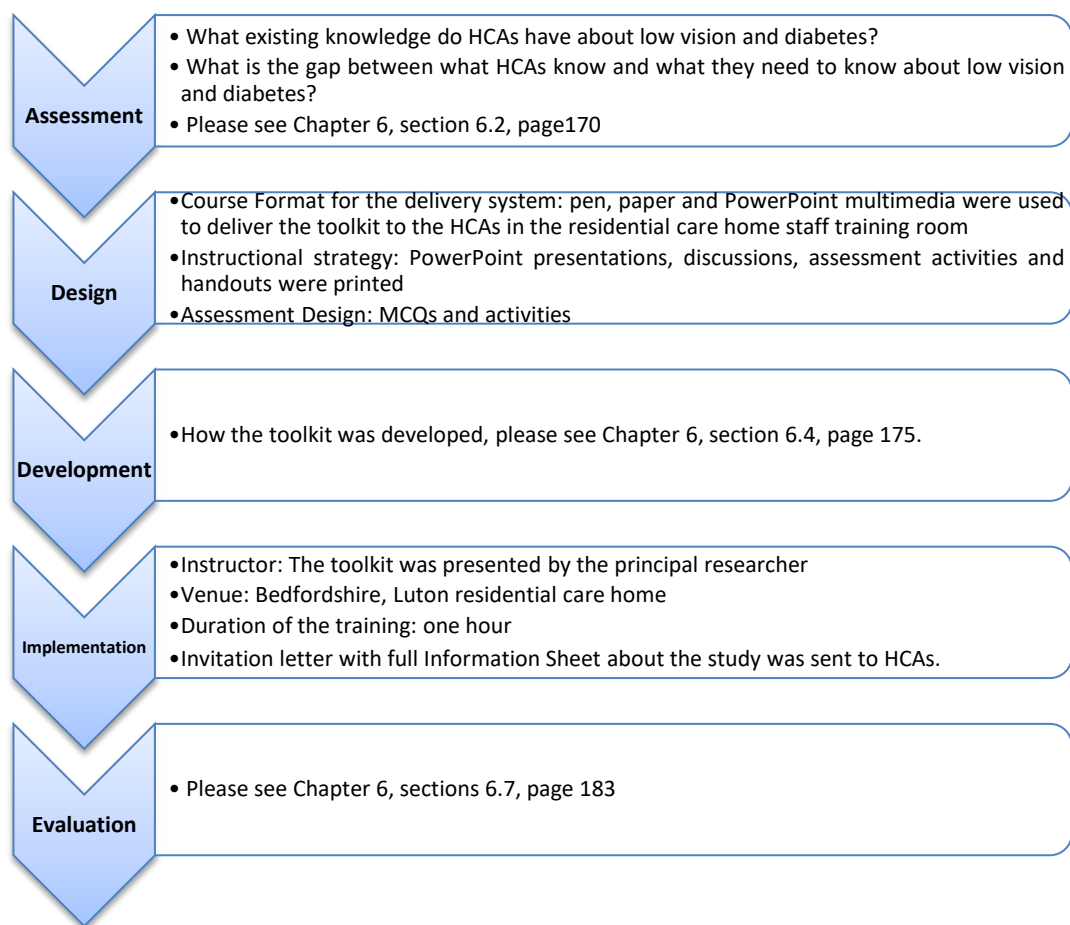 Assessment
• What existing knowledge do HCAs have about low vision and diabetes?
• What is the gap between what HCAs know and what they need to know about low vision
and diabetes?
• Please see Chapter 6, section 6.2, page170
Design
•Course Format for the delivery system: pen, paper and PowerPoint multimedia were used
to deliver the toolkit to the HCAs in the residential care home staff training room
•Instructional strategy: PowerPoint presentations, discussions, assessment activities and
handouts were printed
•Assessment Design: MCQs and activities
Development
•How the toolkit was developed, please see Chapter 6, section 6.4, page 175.
Implementation
•Instructor: The toolkit was presented by the principal researcher
•Venue: Bedfordshire, Luton residential care home
•Duration of the training: one hour
•Invitation letter with full Information Sheet about the study was sent to HCAs.
Evaluation
• Please see Chapter 6, sections 6.7, page 183